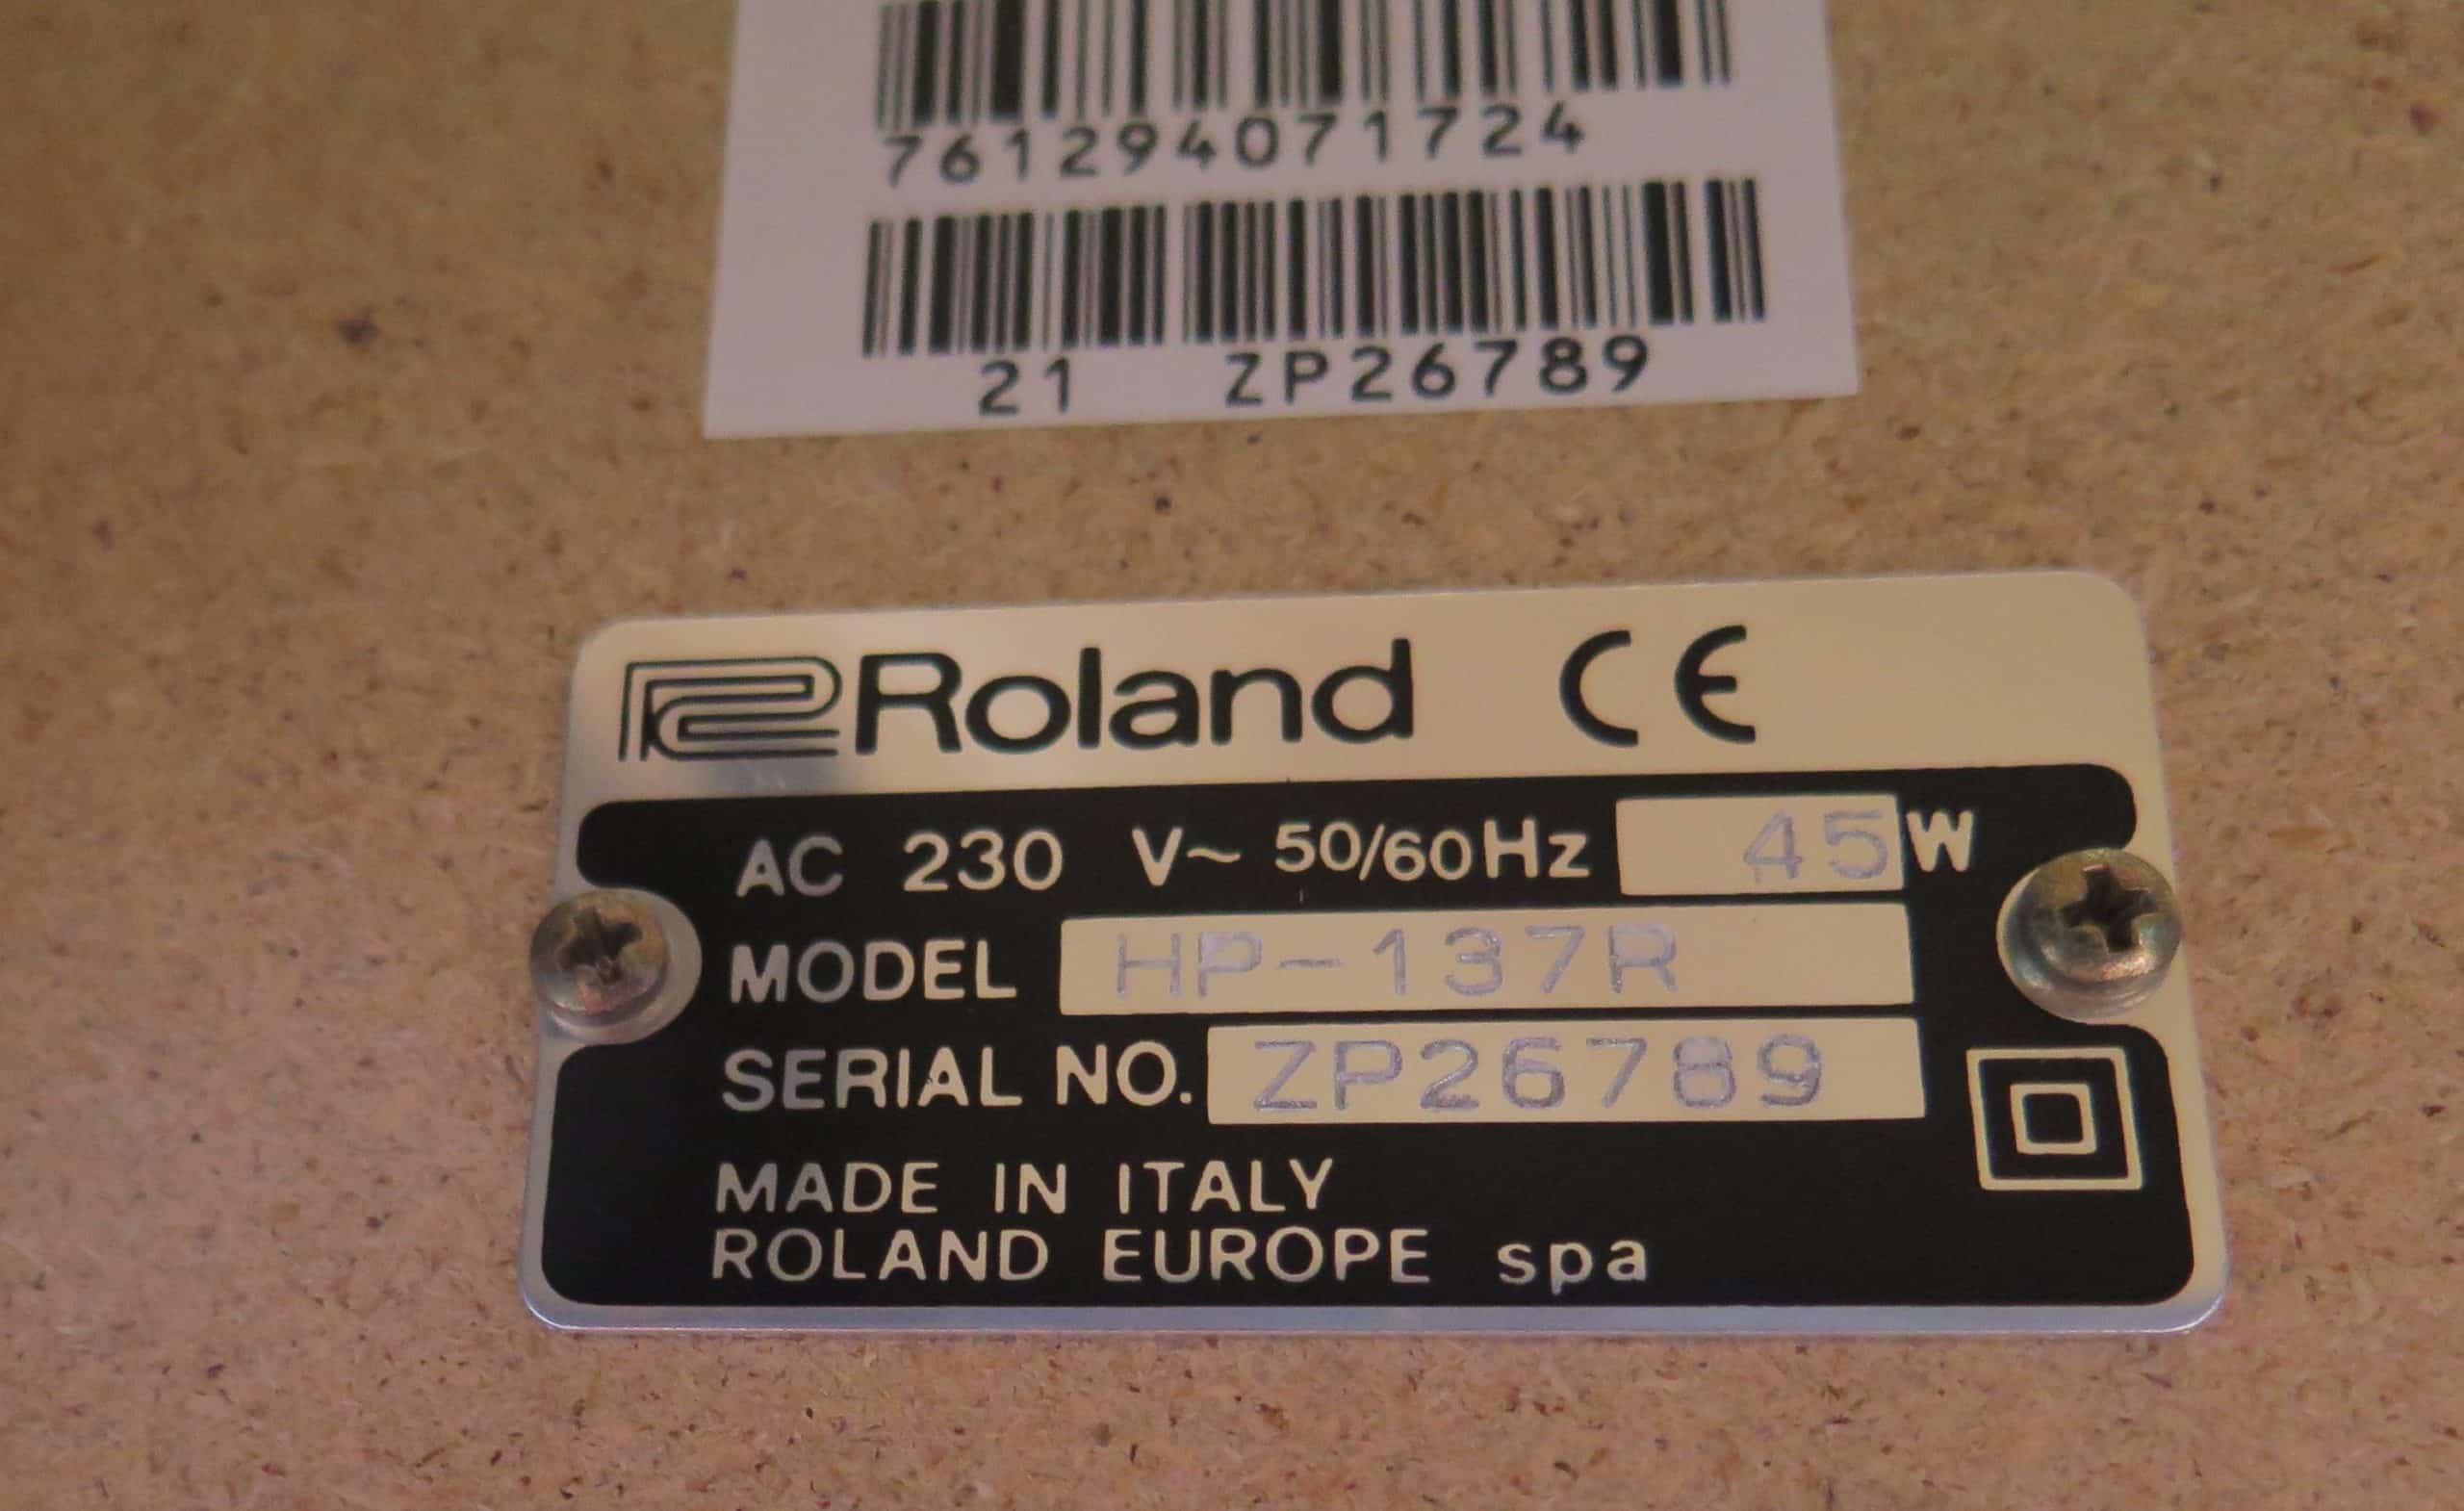 761294071724
21 ZP26789
Roland CE
AC 230 V~ 50/60Hz 45 W
MODEL HP-137R
SERIAL NO. ZP26789
MADE IN ITALY
ROLAND EUROPE spa